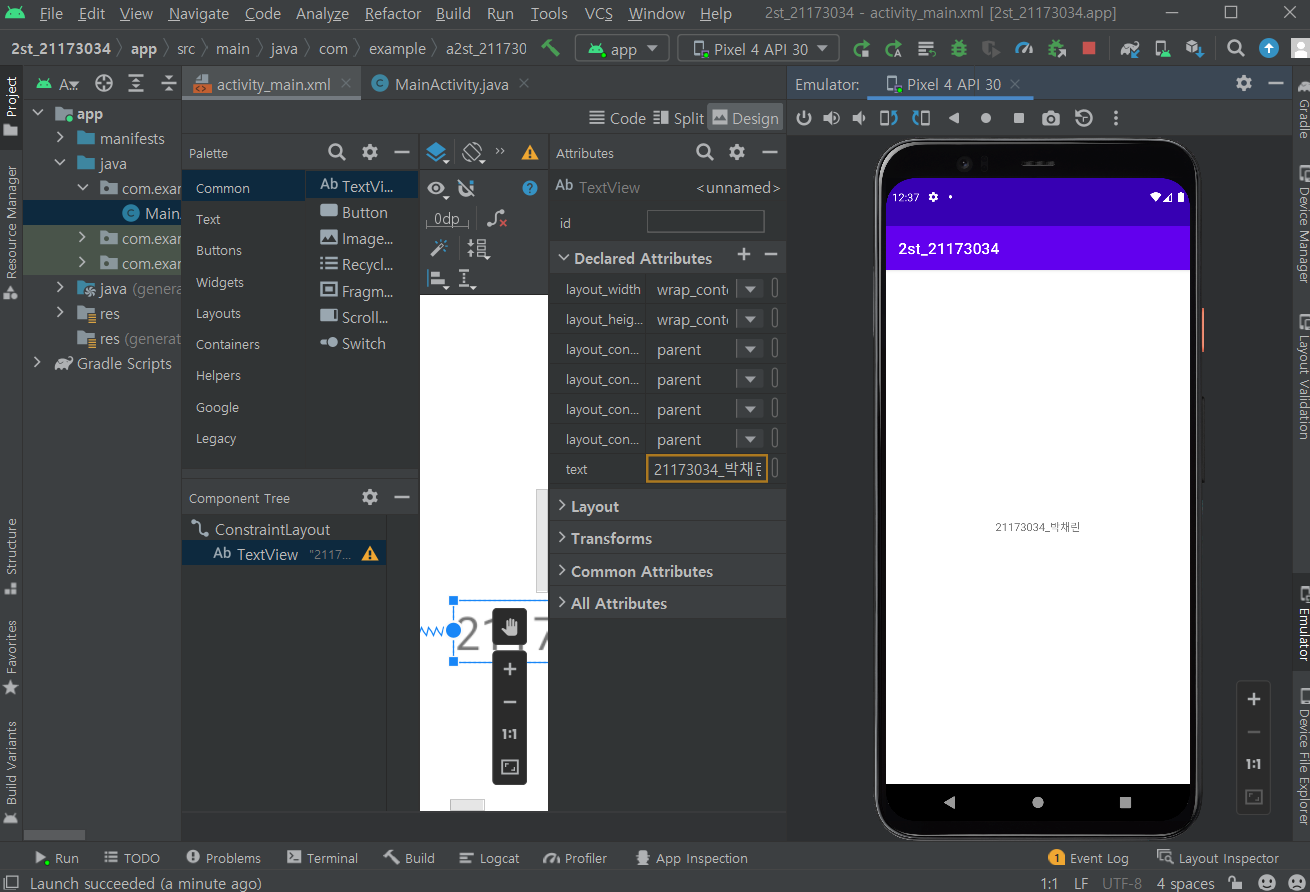 File Edit View Navigate Code Analyze Refactor Build Run Tools VCS Window Help 2st_21173034 - activity_main.xml [2st_21173034.app]
2st_21173034 app src main java com example a2st_211730 app Pixel 4 API 30
A... activity_main.xml MainActivity.java Emulator: Pixel 4 API 30
Code Split Design
Project
Resource Manager
Structure
Favorites
Build Variants
app
manifests
java
com.exar
Main.
com.exar
com.exar
java (genera
res
res (generat
Gradle Scripts
Palette
Common
Text
Buttons
Widgets
Layouts
Containers
Helpers
Google
Legacy
Ab TextVi...
Button
Image...
Recycl...
Fragm...
Scroll...
Switch
Component Tree
ConstraintLayout
Ab TextView "2117...
0dp
2117
1:1
Attributes
Ab TextView <unnamed>
id
Declared Attributes
layout_width wrap_conte
layout_heig... wrap_conte
layout_con... parent
layout_con... parent
layout_con... parent
layout_con... parent
text 21173034_박채린
Layout
Transforms
Common Attributes
All Attributes
12:37
2st_21173034
21173034_박채린
1:1
Gradle
Device Manager
Layout Validation
Emulator
Device File Explorer
Run TODO Problems Terminal Build Logcat Profiler App Inspection 1 Event Log Layout Inspector
Launch succeeded (a minute ago) 1:1 LF UTF-8 4 spaces